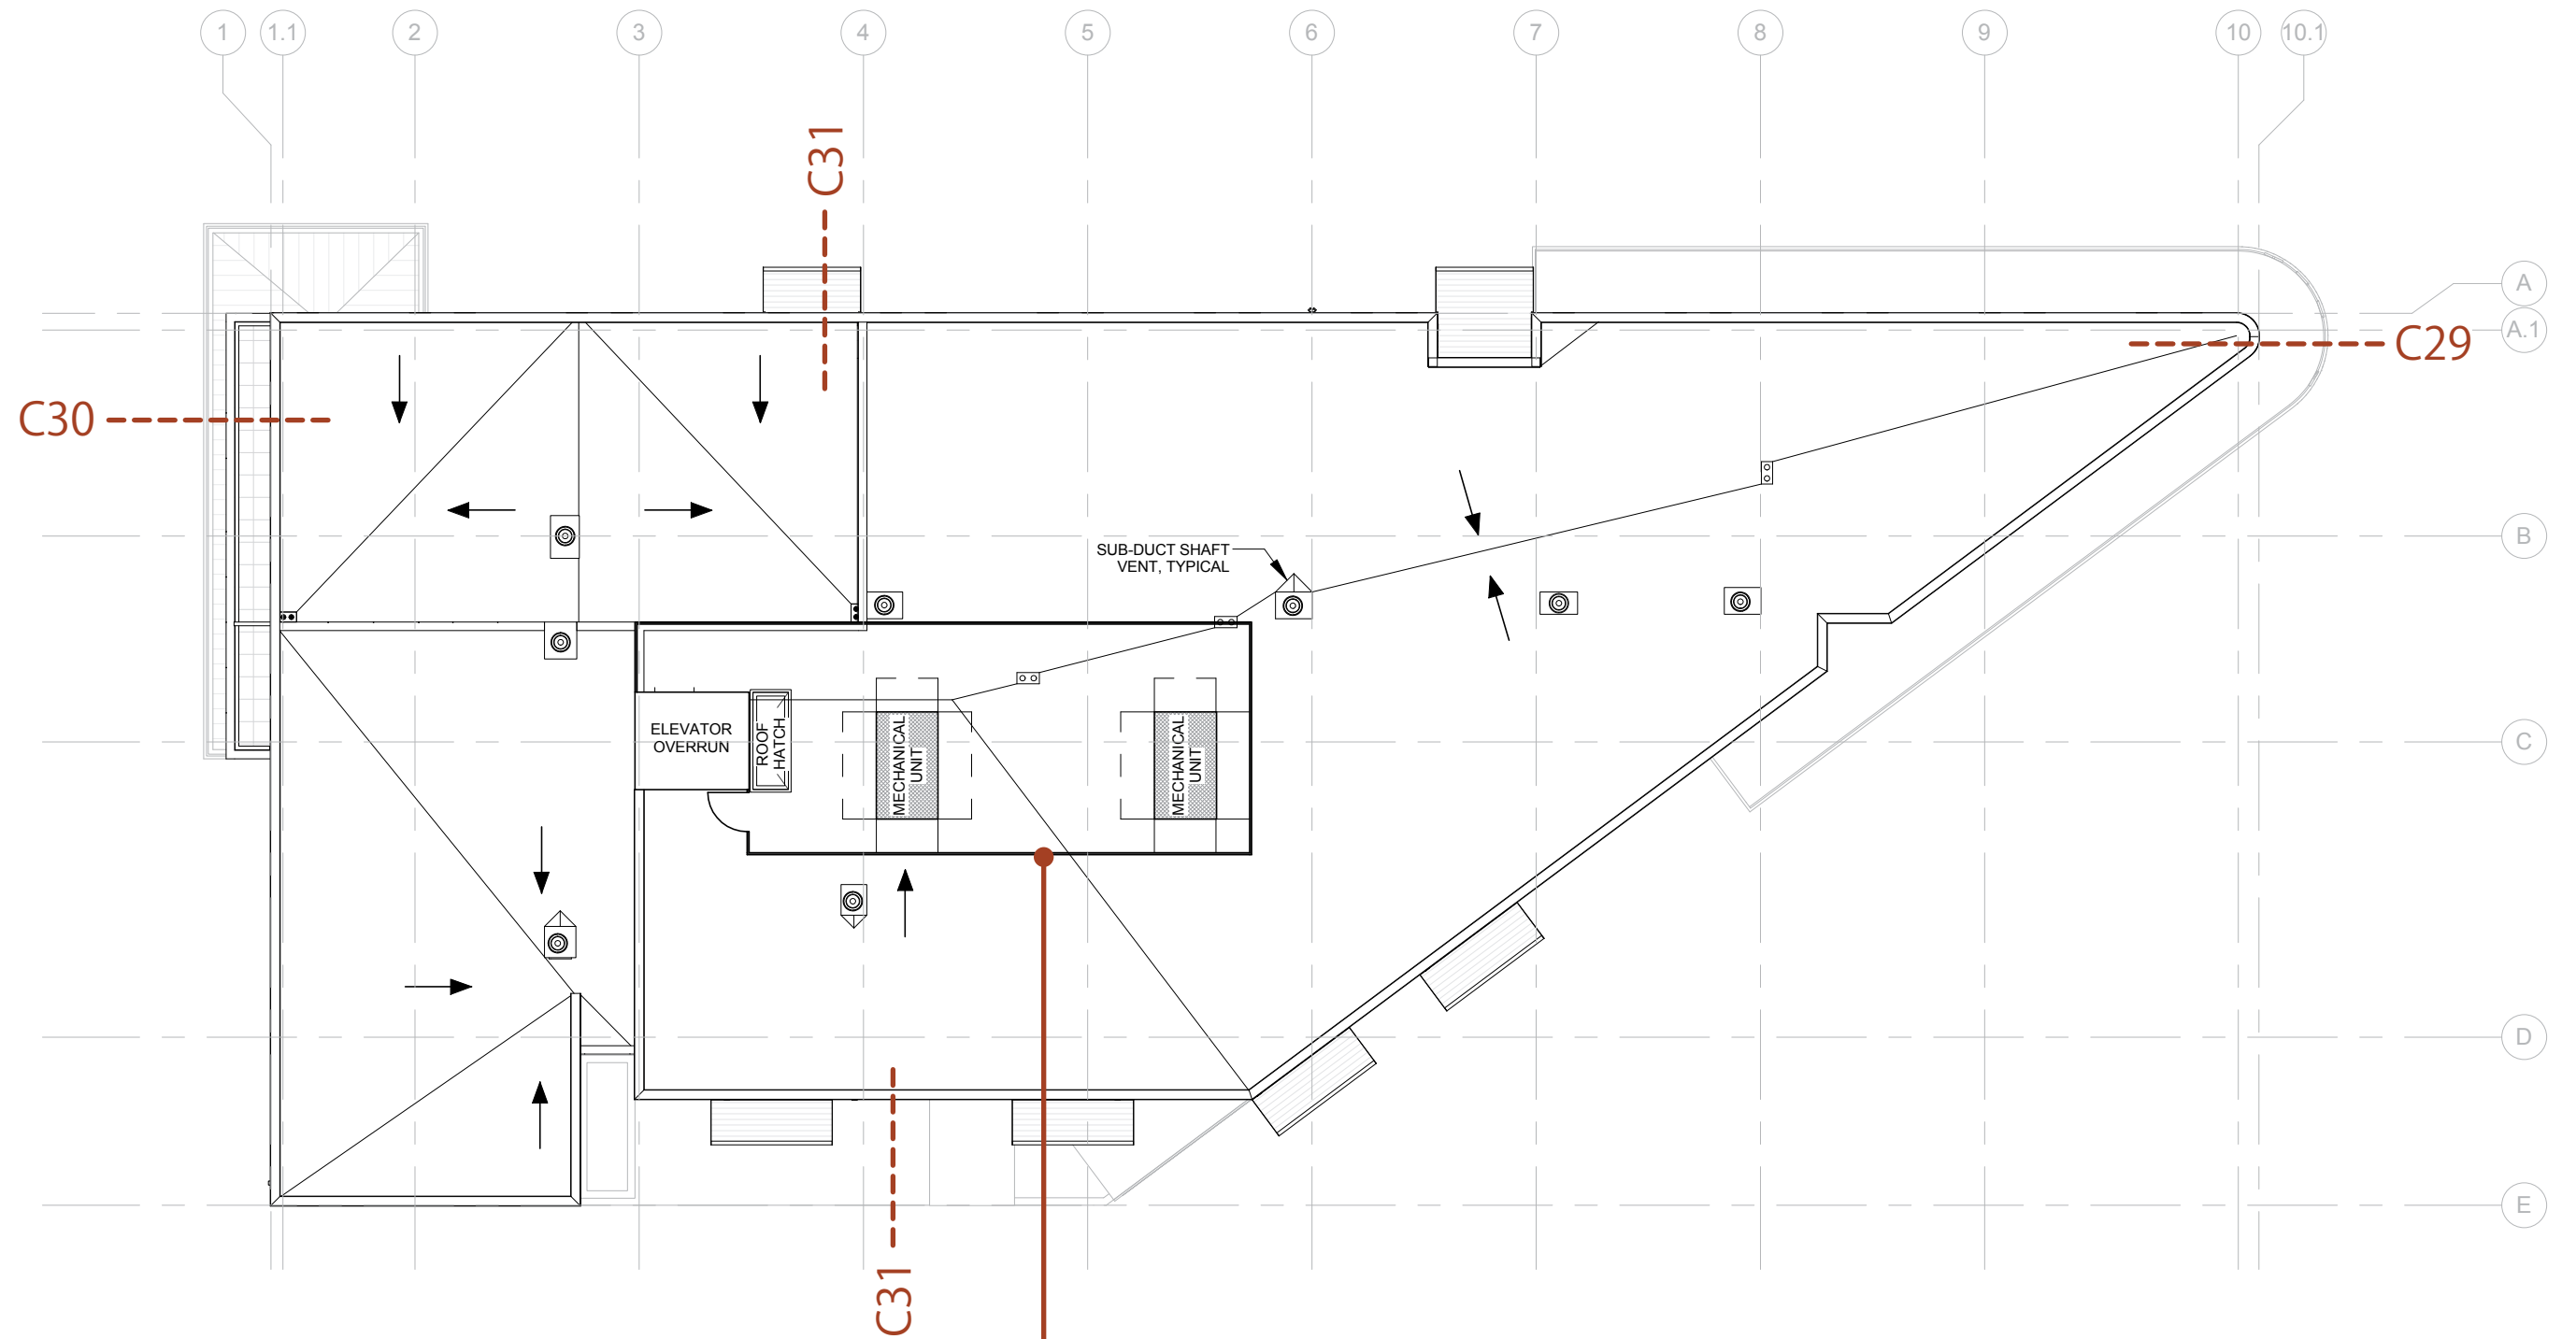 1
1.1
2
3
4
5
6
7
8
9
10
10.1
C31
A
A.1
C29
C30
B
SUB-DUCT SHAFT
VENT, TYPICAL
ELEVATOR
OVERRUN
ROOF
HATCH
MECHANICAL
UNIT
MECHANICAL
UNIT
C
D
E
C31